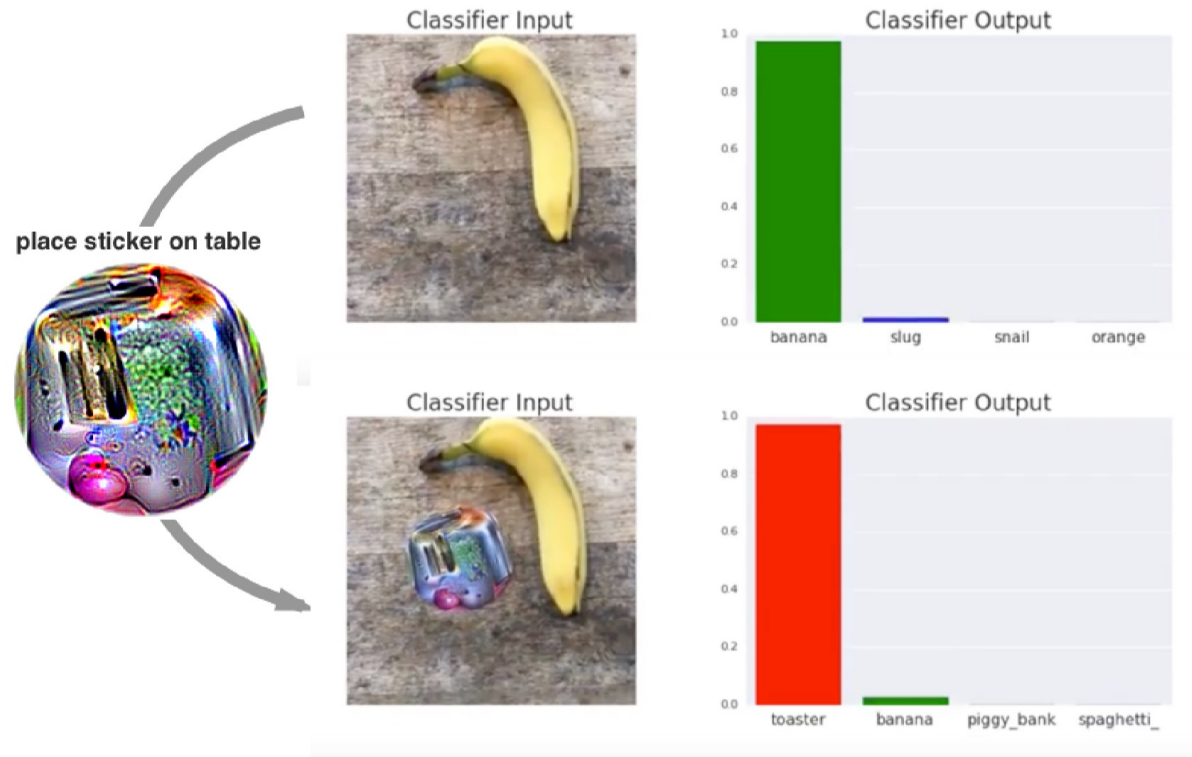 Classifier Input
Classifier Output
1.0
0.8
0.6
0.4
0.2
0.0
banana slug snail orange
place sticker on table
Classifier Input
Classifier Output
1.0
0.8
0.6
0.4
0.2
0.0
toaster banana piggy_bank spaghetti_